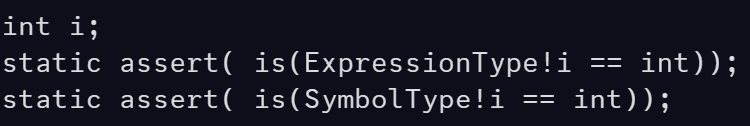 int i;
static assert( is(ExpressionType!i == int));
static assert( is(SymbolType!i == int));